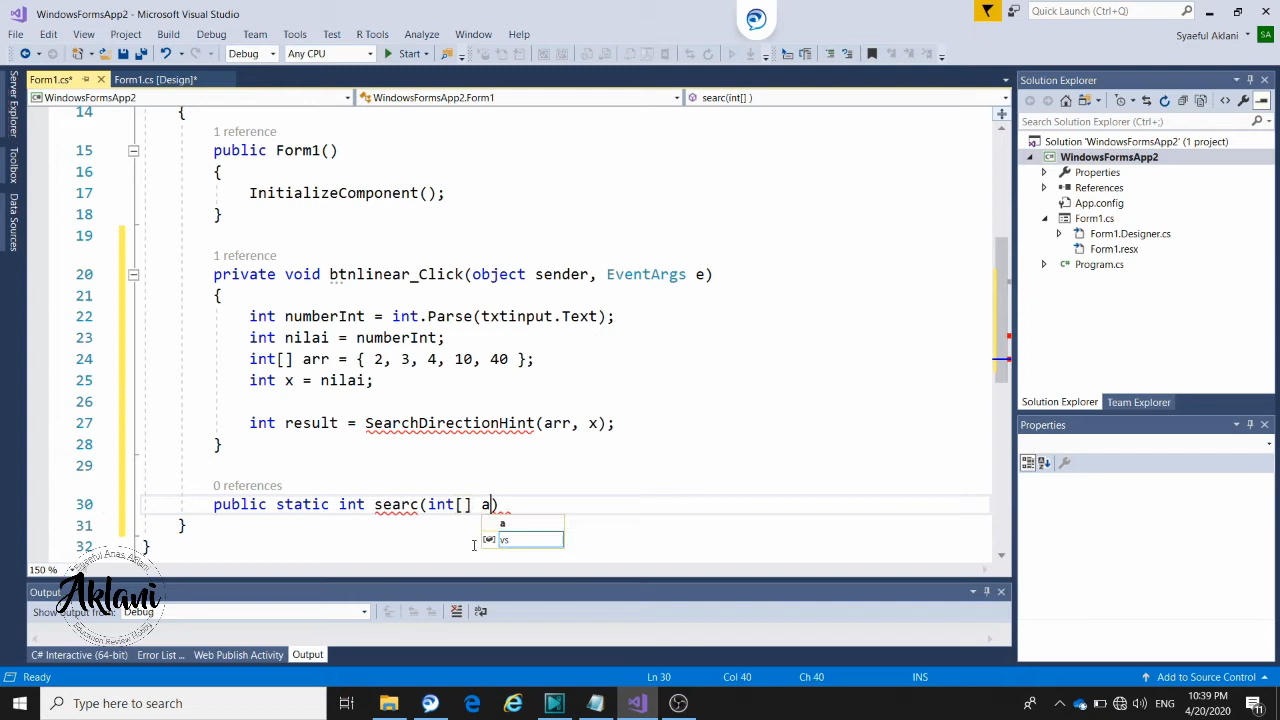 WindowsFormsApp2 - Microsoft Visual Studio
Quick Launch (Ctrl+Q)
File Edit View Project Build Debug Team Tools Test R Tools Analyze Window Help
Syaeful Aklani SA
Debug Any CPU Start
Form1.cs* Form1.cs [Design]*
Solution Explorer
WindowsFormsApp2 WindowsFormsApp2.Form1 searc(int[] )
Server Explorer
Toolbox
Data Sources
Search Solution Explorer (Ctrl+;)
Solution 'WindowsFormsApp2' (1 project)
WindowsFormsApp2
Properties
References
App.config
Form1.cs
Form1.Designer.cs
Form1.resx
Program.cs
14 {
1 reference
15 public Form1()
16 {
17 InitializeComponent();
18 }
19
1 reference
20 private void btnlinear_Click(object sender, EventArgs e)
21 {
22 int numberInt = int.Parse(txtinput.Text);
23 int nilai = numberInt;
24 int[] arr = { 2, 3, 4, 10, 40 };
25 int x = nilai;
26
27 int result = SearchDirectionHint(arr, x);
28 }
29
0 references
30 public static int searc(int[] a)
31 }
32 }
a
vs
150 %
Solution Explorer Team Explorer
Properties
Output
Show output from: Debug
Aklani
C# Interactive (64-bit) Error List ... Web Publish Activity Output
Ready Ln 30 Col 40 Ch 40 INS Add to Source Control
Type here to search
10:39 PM
4/20/2020
11